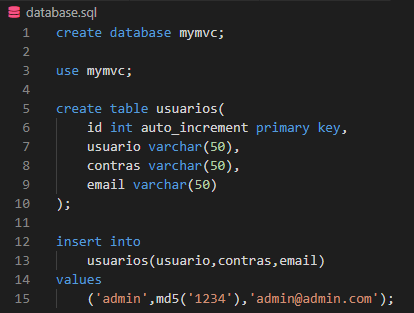 database.sql
1 create database mymvc;
2
3 use mymvc;
4
5 create table usuarios(
6     id int auto_increment primary key,
7     usuario varchar(50),
8     contras varchar(50),
9     email varchar(50)
10 );
11
12 insert into
13     usuarios(usuario,contras,email)
14 values
15     ('admin',md5('1234'),'admin@admin.com');